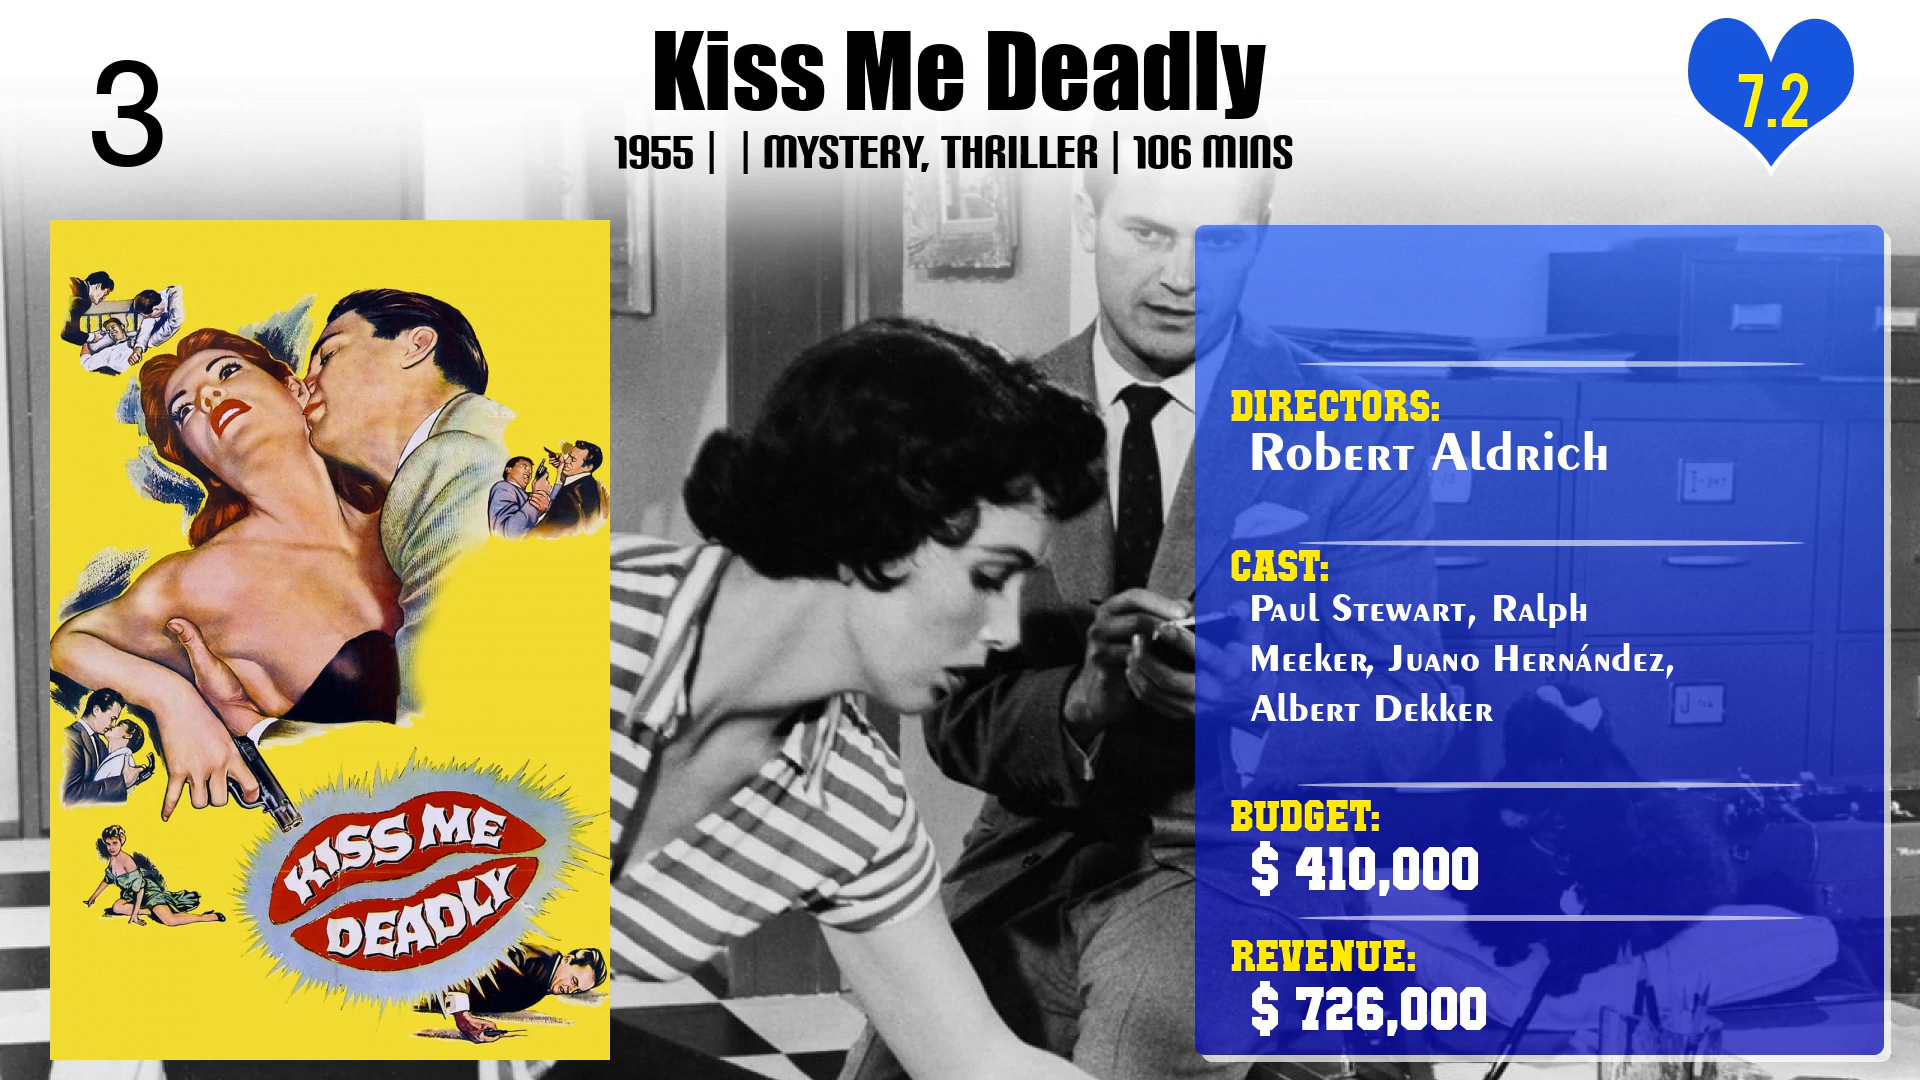 3
Kiss Me Deadly
7.2
1955 | | MYSTERY, THRILLER | 106 MINS
KISS ME
DEADLY
DIRECTORS:
Robert Aldrich
CAST:
Paul Stewart, Ralph
Meeker, Juano Hernández,
Albert Dekker
BUDGET:
$ 410,000
REVENUE:
$ 726,000